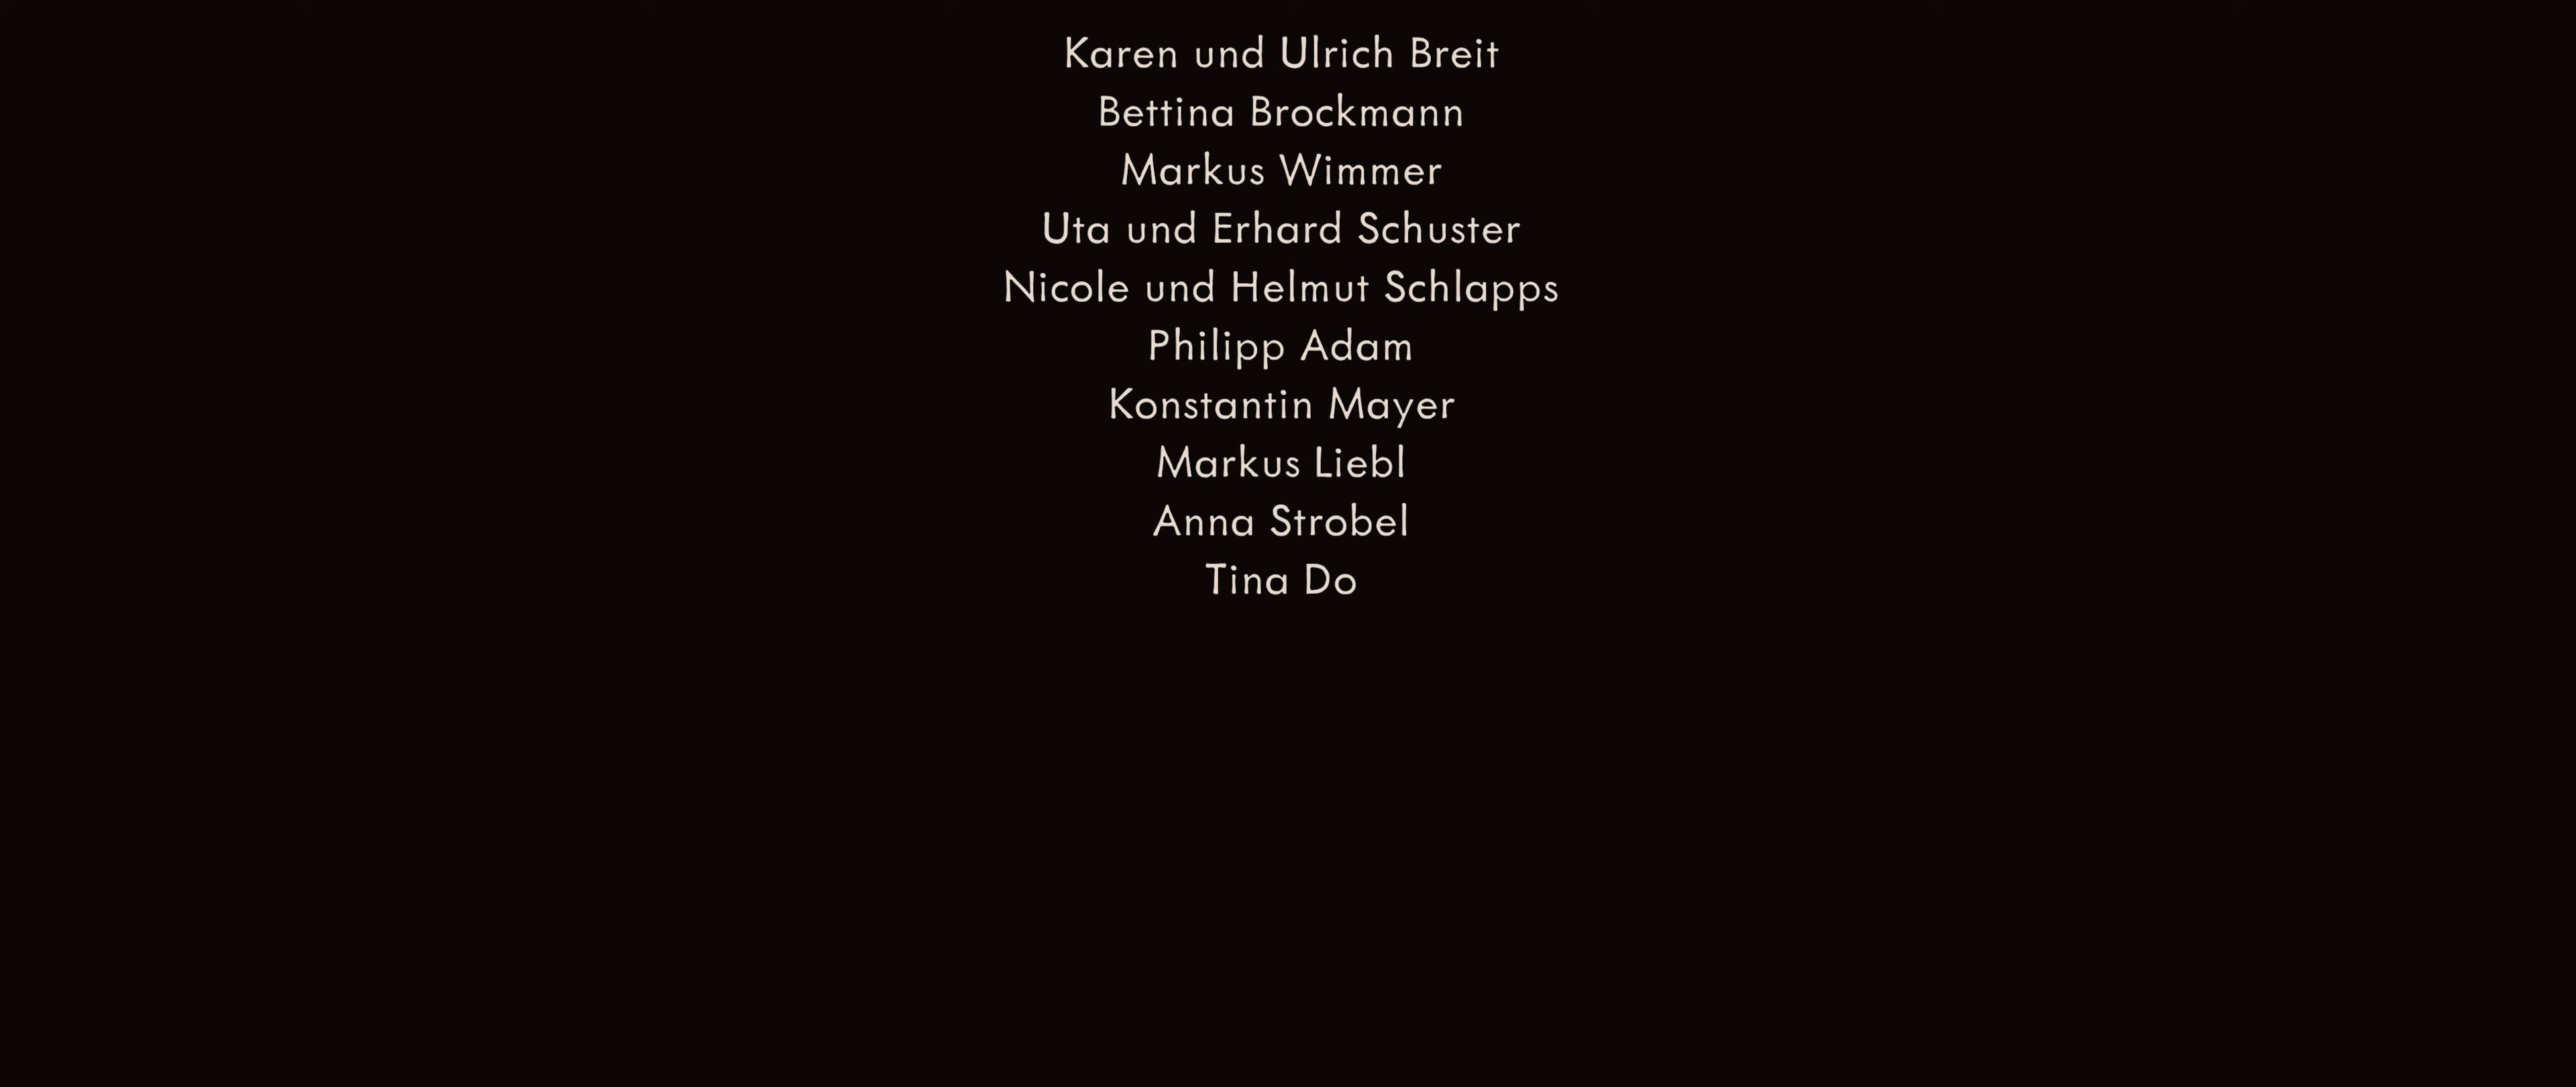 Karen und Ulrich Breit
Bettina Brockmann
Markus Wimmer
Uta und Erhard Schuster
Nicole und Helmut Schlapps
Philipp Adam
Konstantin Mayer
Markus Liebl
Anna Strobel
Tina Do